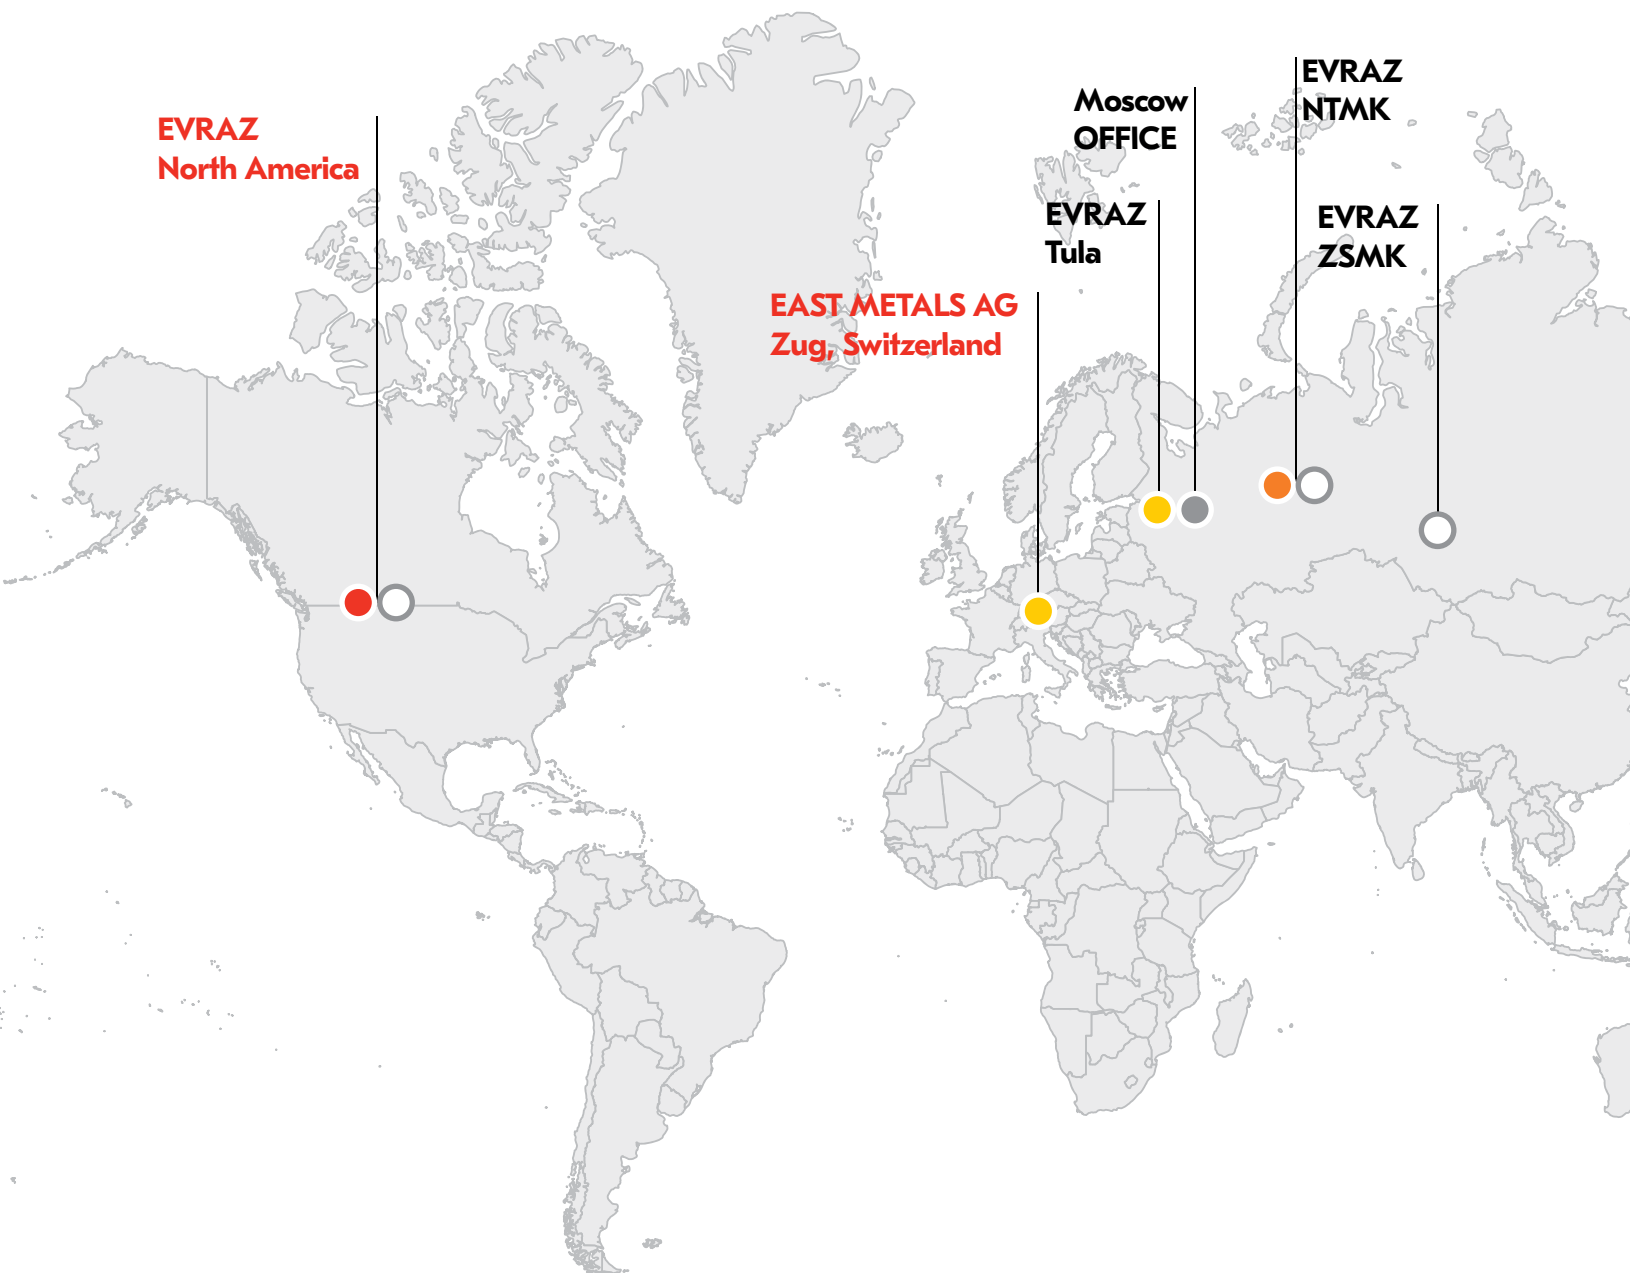 EVRAZ
North America
EAST METALS AG
Zug, Switzerland
EVRAZ
Tula
Moscow
OFFICE
EVRAZ
NTMK
EVRAZ
ZSMK